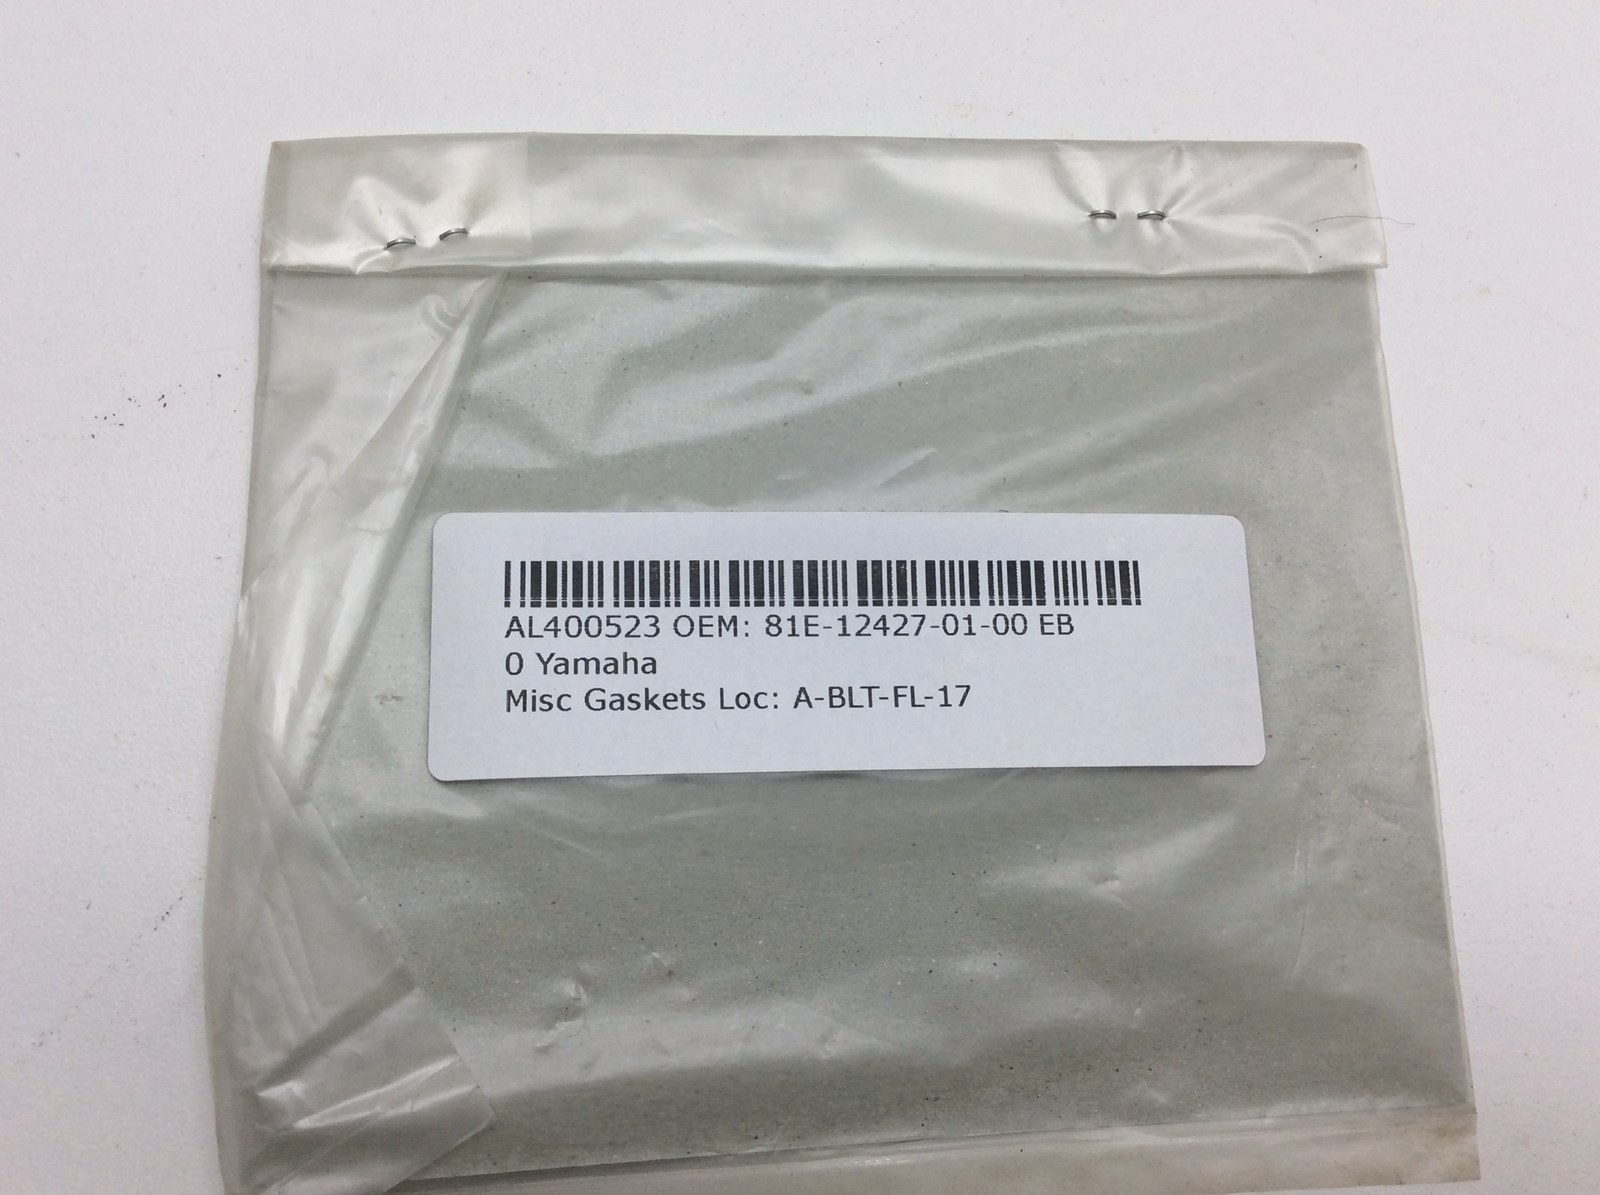 AL400523 OEM: 81E-12427-01-00 EB
0 Yamaha
Misc Gaskets Loc: A-BLT-FL-17